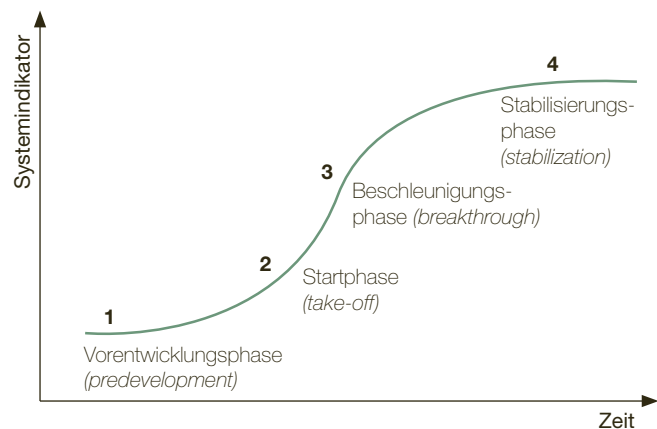 Systemindikator
4
Stabilisierungs-
phase
(stabilization)
3
Beschleunigungs-
phase (breakthrough)
2
Startphase
(take-off)
1
Vorentwicklungsphase
(predevelopment)
Zeit